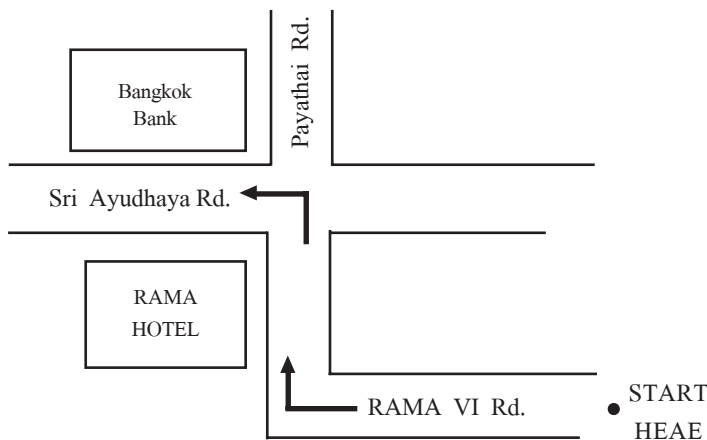 Payathai Rd.
Bangkok
Bank
Sri Ayudhaya Rd.
RAMA
HOTEL
RAMA VI Rd.
START
HEAE